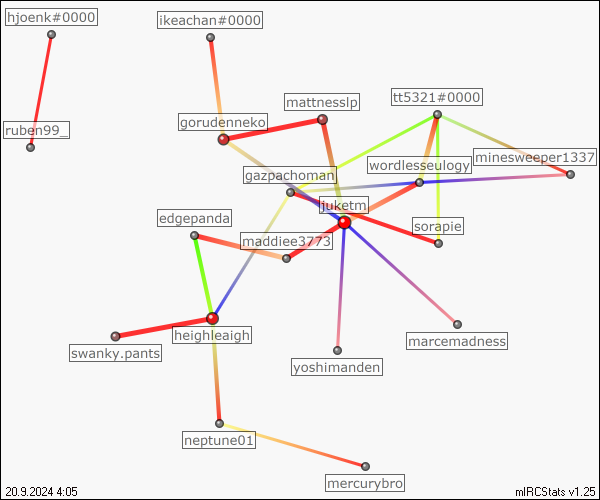 hjoenk#0000
ikeachan#0000
mattnesslp
tt5321#0000
gorudenneko
ruben99_
wordlesseulogy
minesweeper1337
gazpachoman
juketm
edgepanda
sorapie
maddiee3773
heighleaigh
marcemadness
swanky.pants
yoshimanden
neptune01
mercurybro
20.9.2024 4:05
mIRCStats v1.25